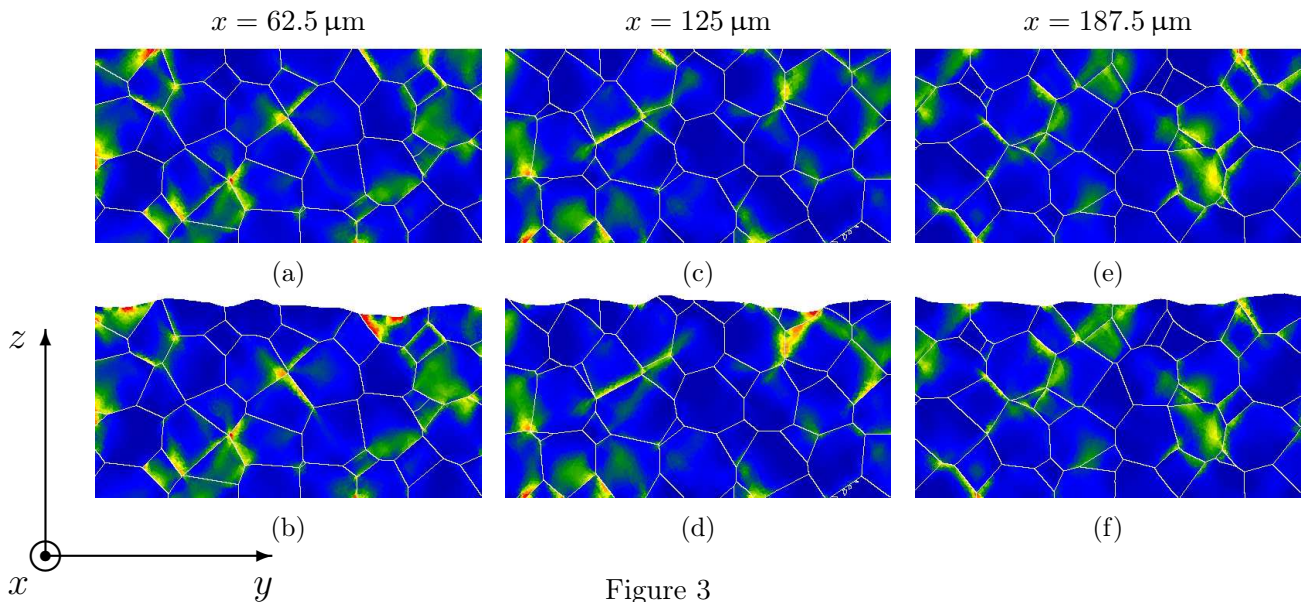 x = 62.5 µm x = 125 µm x = 187.5 µm
(a) (c) (e)
z
(b) (d) (f)
x y
Figure 3